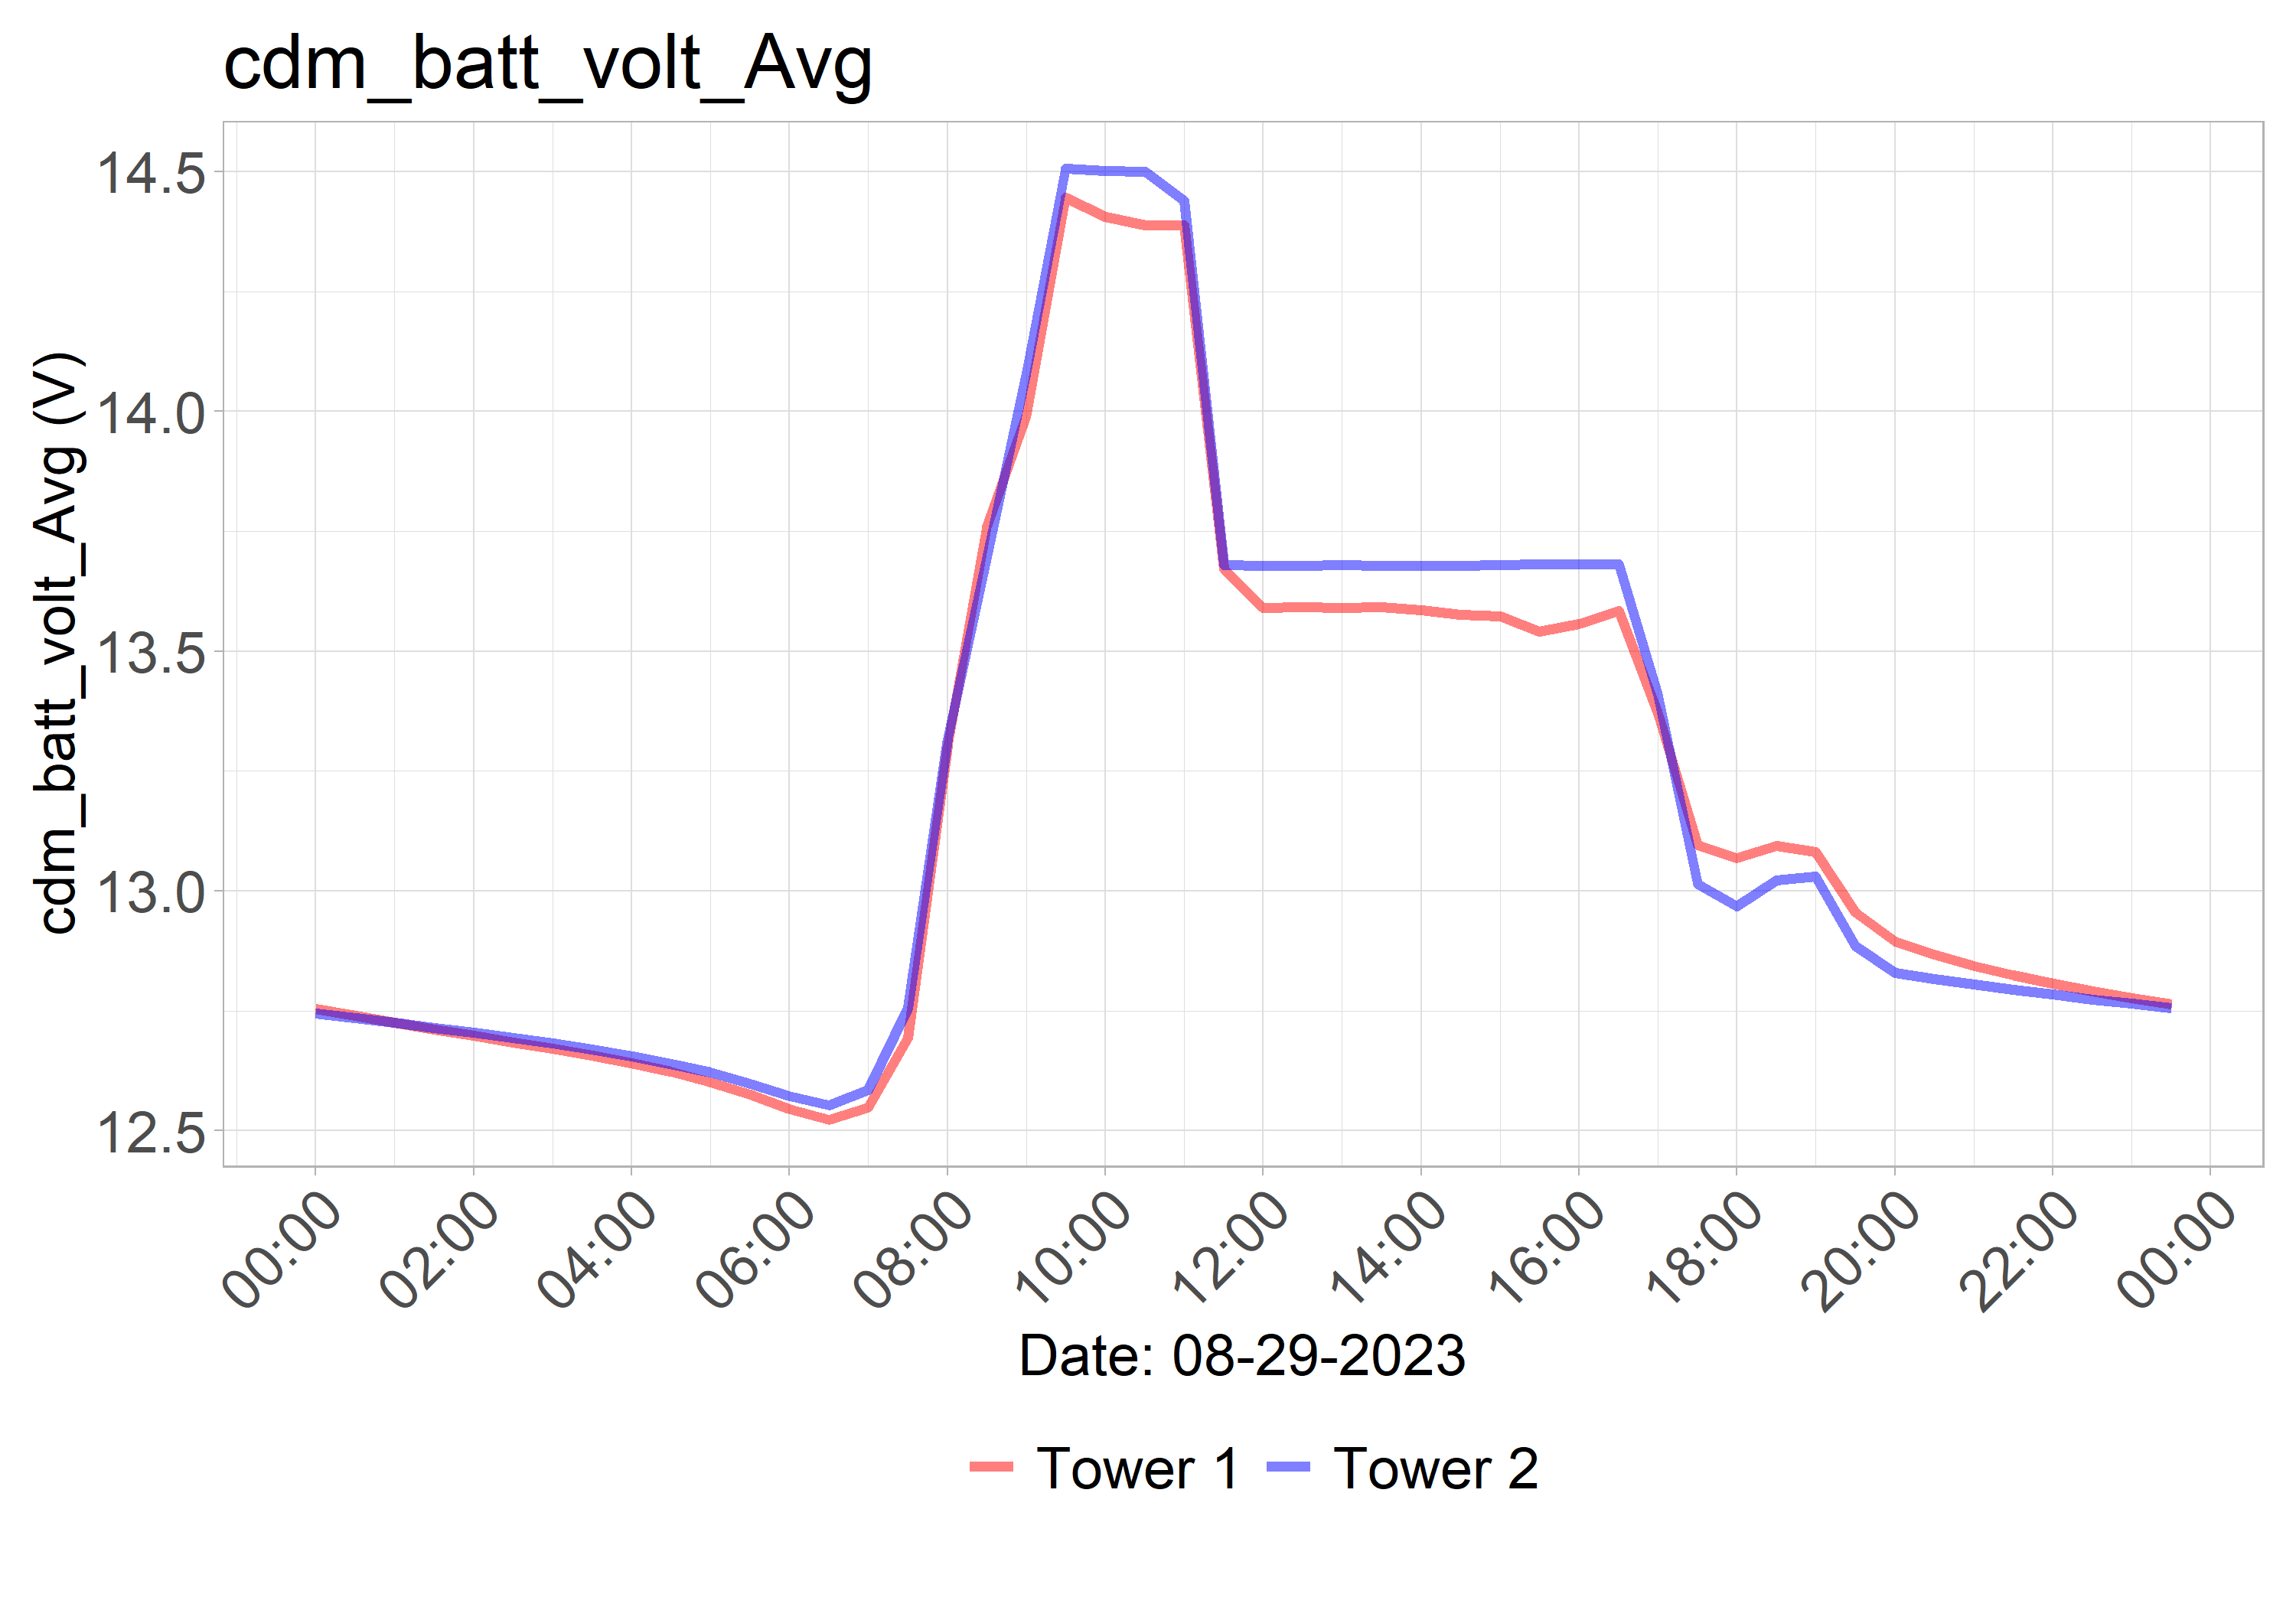 cdm_batt_volt_Avg
cdm_batt_volt_Avg (V)
14.5
14.0
13.5
13.0
12.5
00:00 02:00 04:00 06:00 08:00 10:00 12:00 14:00 16:00 18:00 20:00 22:00 00:00
Date: 08-29-2023
Tower 1 Tower 2